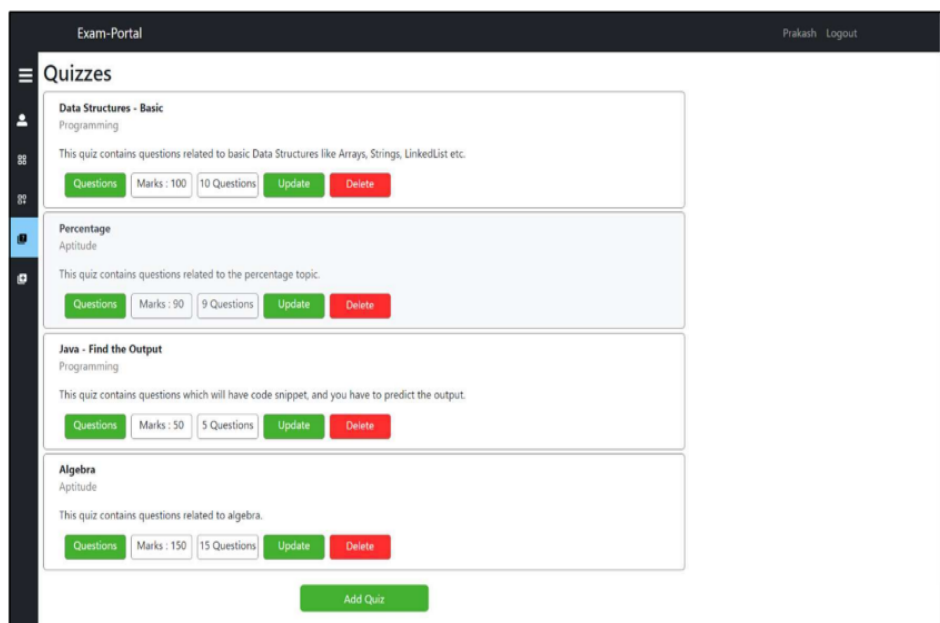 Exam-Portal Prakash Logout
Quizzes
Data Structures - Basic
Programming
This quiz contains questions related to basic Data Structures like Arrays, Strings, LinkedList etc.
Questions Marks : 100 10 Questions Update Delete
Percentage
Aptitude
This quiz contains questions related to the percentage topic.
Questions Marks : 90 9 Questions Update Delete
Java - Find the Output
Programming
This quiz contains questions which will have code snippet, and you have to predict the output.
Questions Marks : 50 5 Questions Update Delete
Algebra
Aptitude
This quiz contains questions related to algebra.
Questions Marks : 150 15 Questions Update Delete
Add Quiz